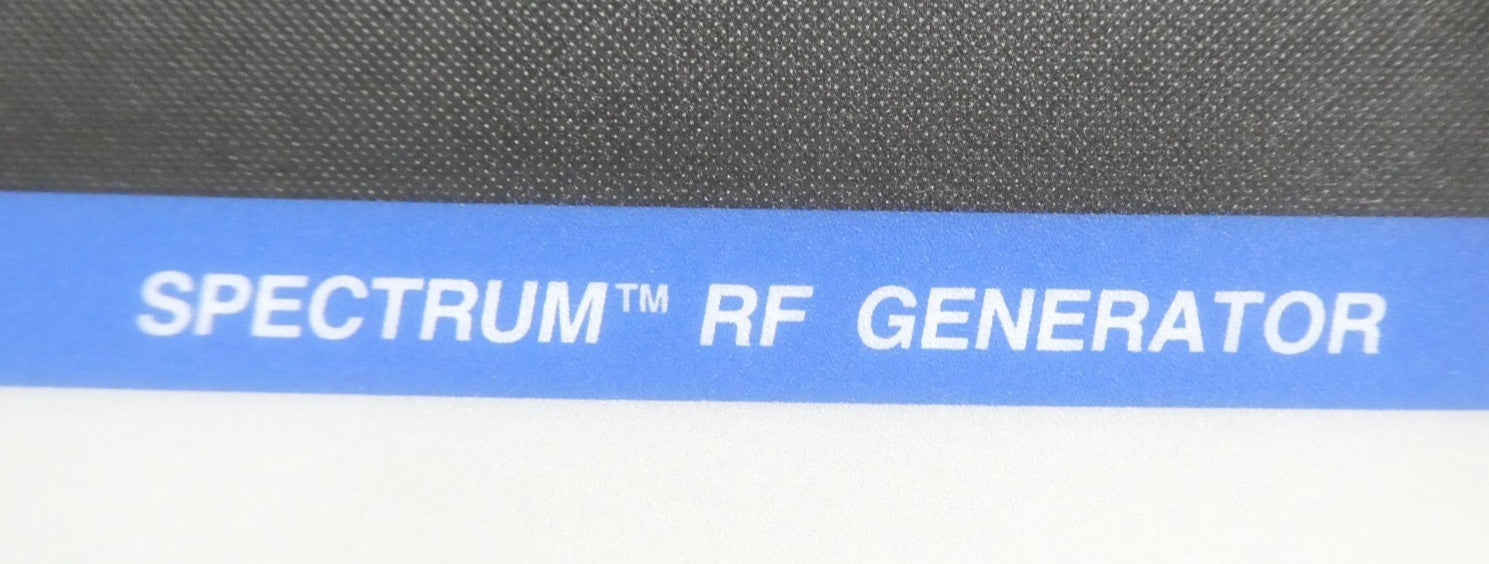 SPECTRUM™ RF GENERATOR